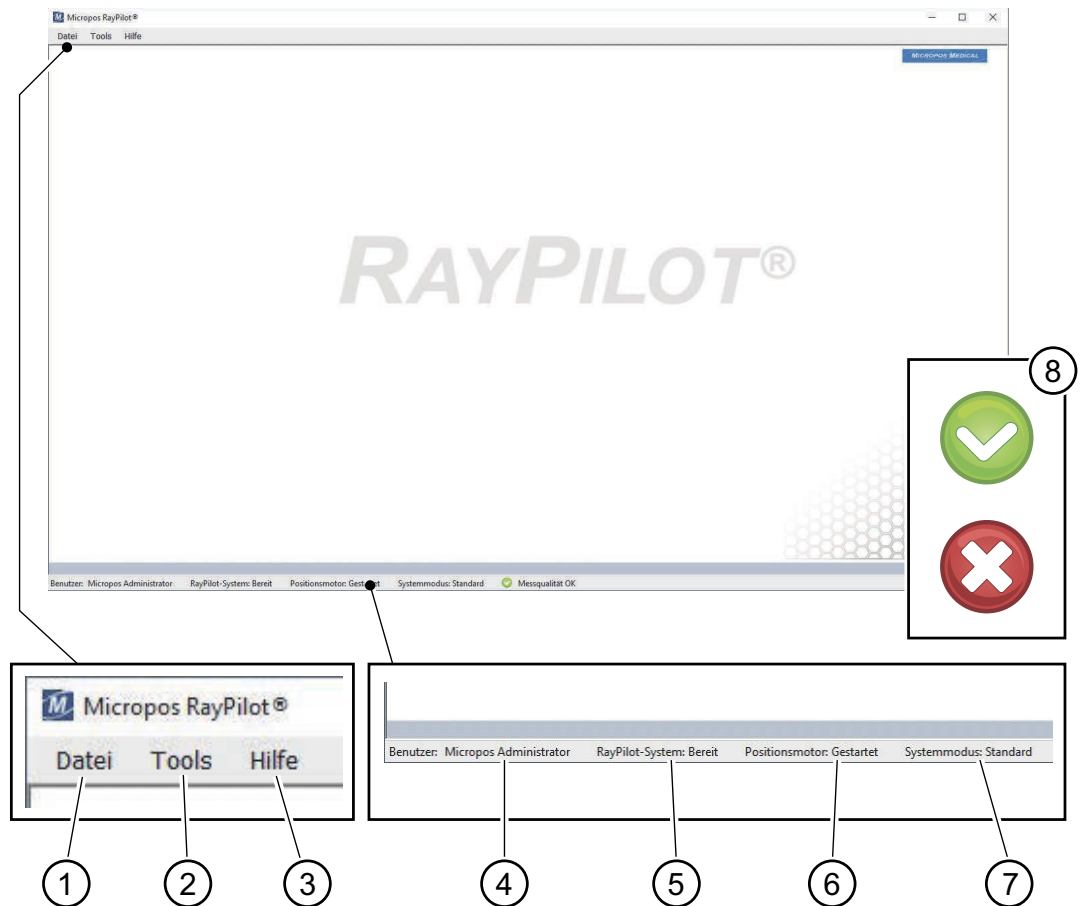 Micropos RayPilot®
Datei Tools Hilfe
MICROPOS MEDICAL
RAYPILOT®
8
Benutzer: Micropos Administrator RayPilot-System: Bereit Positionsmotor: Gestartet Systemmodus: Standard Messqualität OK
Micropos RayPilot®
Datei Tools Hilfe
Benutzer: Micropos Administrator RayPilot-System: Bereit Positionsmotor: Gestartet Systemmodus: Standard
1 2 3 4 5 6 7